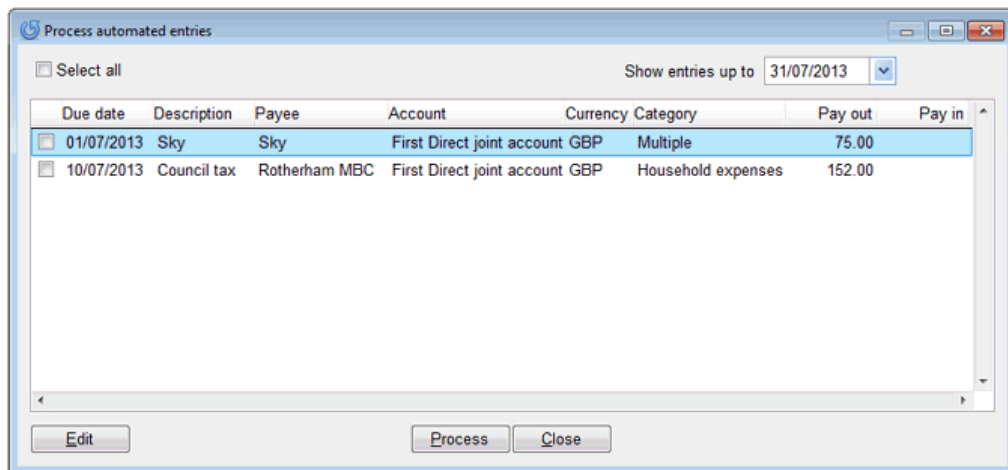 Process automated entries
Select all Show entries up to 31/07/2013
Due date Description Payee Account Currency Category Pay out Pay in
01/07/2013 Sky Sky First Direct joint account GBP Multiple 75.00
10/07/2013 Council tax Rotherham MBC First Direct joint account GBP Household expenses 152.00
Edit Process Close